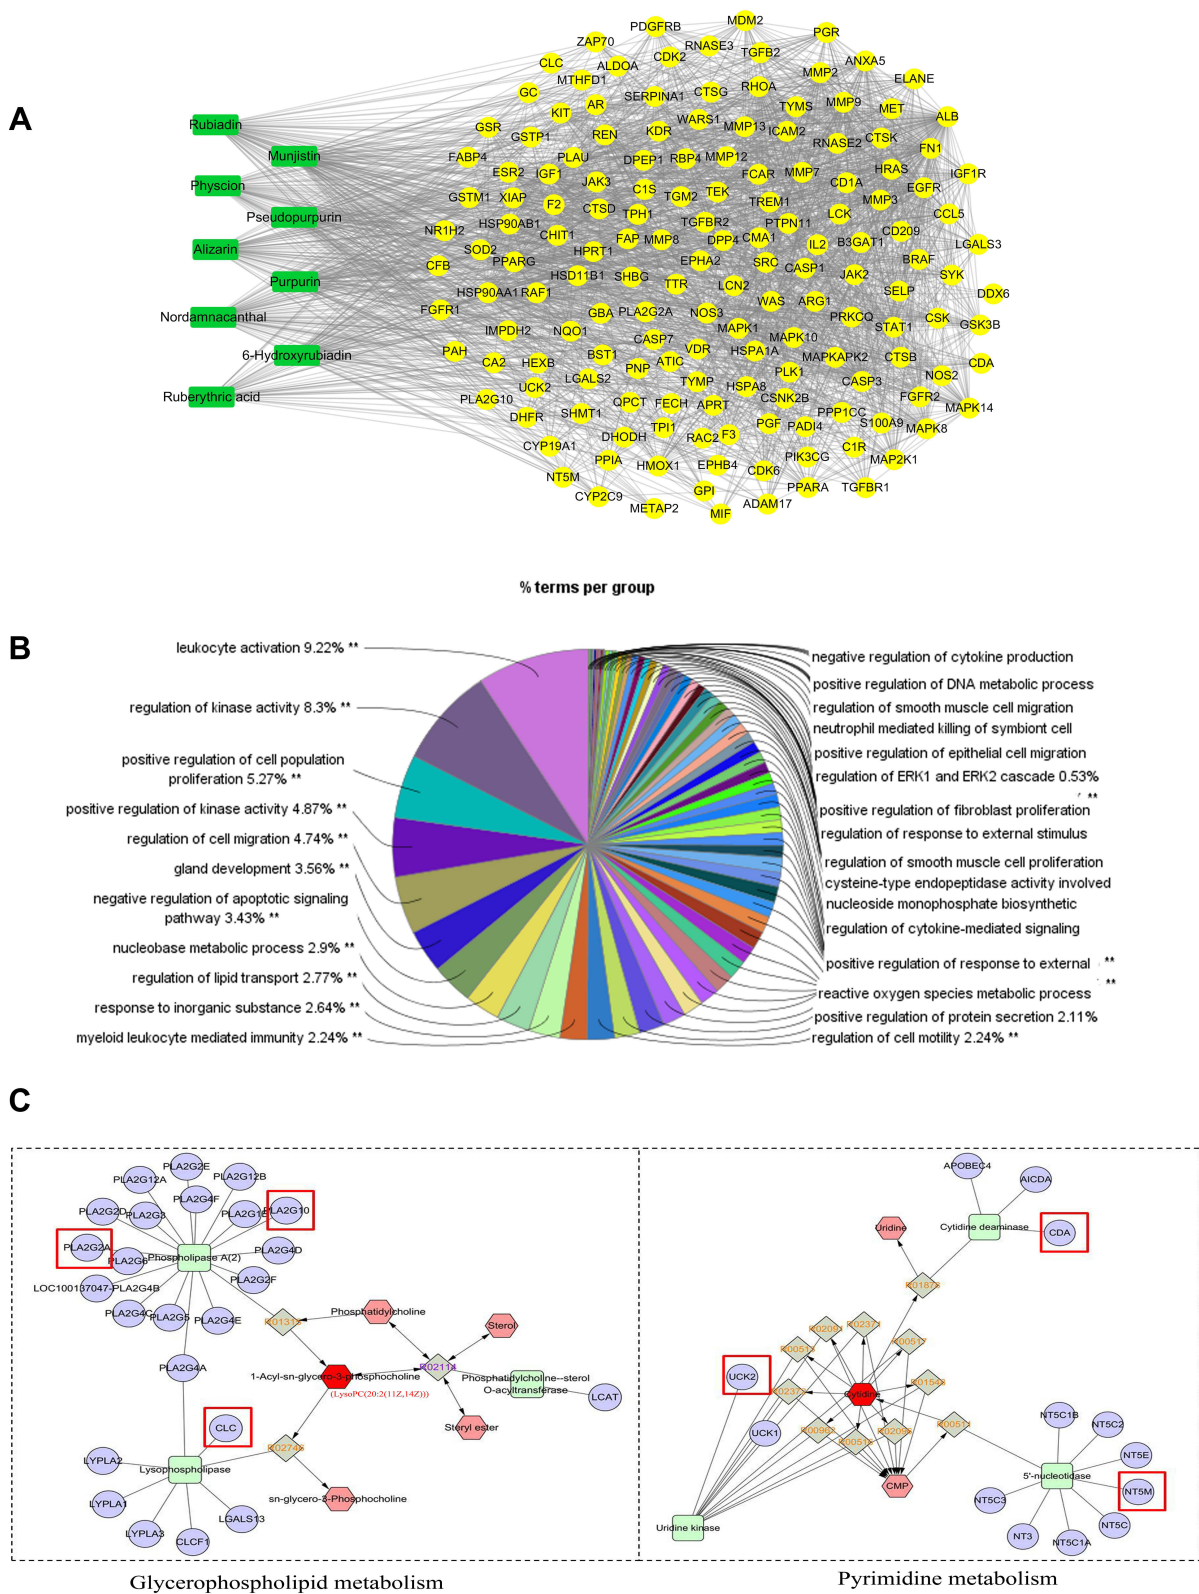 A
Rubiadin
Munjistin
Physcion
Pseudopurpurin
Alizarin
Purpurin
Nordamnacanthal
6-Hydroxyrubiadin
Ruberythric acid
MDM2
PDGFRB
PGR
RNASE3
ZAP70
TGFB2
CDK2
ANXA5
CLC
ALDOA
MMP2
ELANE
MTHFD1
RHOA
CTSG
GC
SERPINA1
TYMS
MMP9
MET
AR
KIT
ALB
WARS1
GSR
MMP13
ICAM2
KDR
REN
GSTP1
RNASE2
CTSK
FN1
FABP4
PLAU
DPEP1
RBP4
MMP12
ESR2
IGF1
FCAR
MMP7
HRAS
IGF1R
JAK3
CD1A
EGFR
GSTM1
XIAP
C1S
TGM2
TEK
TREM1
MMP3
F2
CTSD
TPH1
LCK
CCL5
HSP90AB1
TGFBR2
PTPN11
NR1H2
CHIT1
FAP
MMP8
DPP4
CMA1
CD209
IL2
B3GAT1
SOD2
HPRT1
LGALS3
PPARG
EPHA2
SRC
CASP1
BRAF
CFB
HSD11B1
SHBG
TTR
JAK2
SYK
LCN2
SELP
HSP90AA1
RAF1
WAS
ARG1
DDX6
FGFR1
GBA
PLA2G2A
NOS3
PRKCQ
CSK
IMPDH2
NQO1
MAPK1
STAT1
GSK3B
CASP7
MAPK10
PAH
BST1
VDR
HSPA1A
MAPKAPK2
CTSB
CA2
HEXB
PNP
ATIC
CDA
LGALS2
PLK1
NOS2
UCK2
TYMP
HSPA8
CASP3
PLA2G10
QPCT
FECH
APRT
CSNK2B
FGFR2
MAPK14
DHFR
SHMT1
PPP1CC
PGF
PADI4
S100A9
MAPK8
TPI1
CYP19A1
DHODH
RAC2
F3
C1R
PPIA
HMOX1
EPHB4
PIK3CG
MAP2K1
NT5M
CDK6
CYP2C9
GPI
PPARA
TGFBR1
METAP2
MIF
ADAM17
% terms per group
B
leukocyte activation 9.22% **
regulation of kinase activity 8.3% **
positive regulation of cell population
proliferation 5.27% **
positive regulation of kinase activity 4.87% **
regulation of cell migration 4.74% **
gland development 3.56% **
negative regulation of apoptotic signaling
pathway 3.43% **
nucleobase metabolic process 2.9% **
regulation of lipid transport 2.77% **
response to inorganic substance 2.64% **
myeloid leukocyte mediated immunity 2.24% **
negative regulation of cytokine production
positive regulation of DNA metabolic process
regulation of smooth muscle cell migration
neutrophil mediated killing of symbiont cell
positive regulation of epithelial cell migration
regulation of ERK1 and ERK2 cascade 0.53%
**
positive regulation of fibroblast proliferation
regulation of response to external stimulus
regulation of smooth muscle cell proliferation
cysteine-type endopeptidase activity involved
nucleoside monophosphate biosynthetic
regulation of cytokine-mediated signaling
positive regulation of response to external **
**
reactive oxygen species metabolic process
positive regulation of protein secretion 2.11%
regulation of cell motility 2.24% **
C
PLA2G2E
PLA2G12A
PLA2G12B
PLA2G4F
PLA2G2D
PLA2G3
PLA2G10
PLA2G2A
PLA2G6
Phospholipase A(2)
PLA2G4D
PLA2G2F
LOC100137047-PLA2G4B
PLA2G4C
PLA2G5
PLA2G4E
R01315
Phosphatidylcholine
Sterol
PLA2G4A
1-Acyl-sn-glycero-3-phosphocholine
(LysoPC(20:2(11Z,14Z)))
R02114
Phosphatidylcholine--sterol
O-acyltransferase
LCAT
Steryl ester
CLC
R02746
LYPLA2
Lysophospholipase
sn-glycero-3-Phosphocholine
LYPLA1
LGALS13
LYPLA3
CLCF1
Glycerophospholipid metabolism
APOBEC4
AICDA
Uridine
Cytidine deaminase
CDA
R01878
R02091
R02371
R00513
R00517
UCK2
R01548
Cytidine
UCK1
R00962
R00516
R02096
R00511
CMP
NT5C1B
NT5C2
NT5E
5'-nucleotidase
NT5M
NT5C3
NT5C
NT3
NT5C1A
Uridine kinase
Pyrimidine metabolism